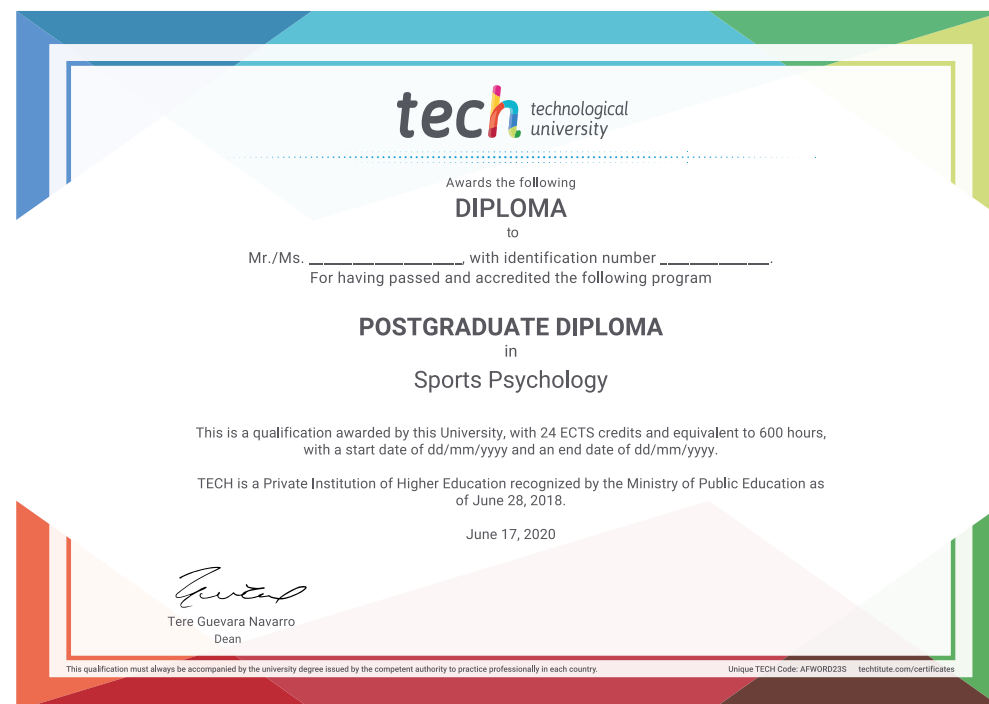 tech technological
university
Awards the following
DIPLOMA
to
Mr./Ms. ____________________, with identification number ______________.
For having passed and accredited the following program
POSTGRADUATE DIPLOMA
in
Sports Psychology
This is a qualification awarded by this University, with 24 ECTS credits and equivalent to 600 hours,
with a start date of dd/mm/yyyy and an end date of dd/mm/yyyy.
TECH is a Private Institution of Higher Education recognized by the Ministry of Public Education as
of June 28, 2018.
June 17, 2020
Tere Guevara Navarro
Dean
This qualification must always be accompanied by the university degree issued by the competent authority to practice professionally in each country.
Unique TECH Code: AFWORD23S techtitute.com/certificates